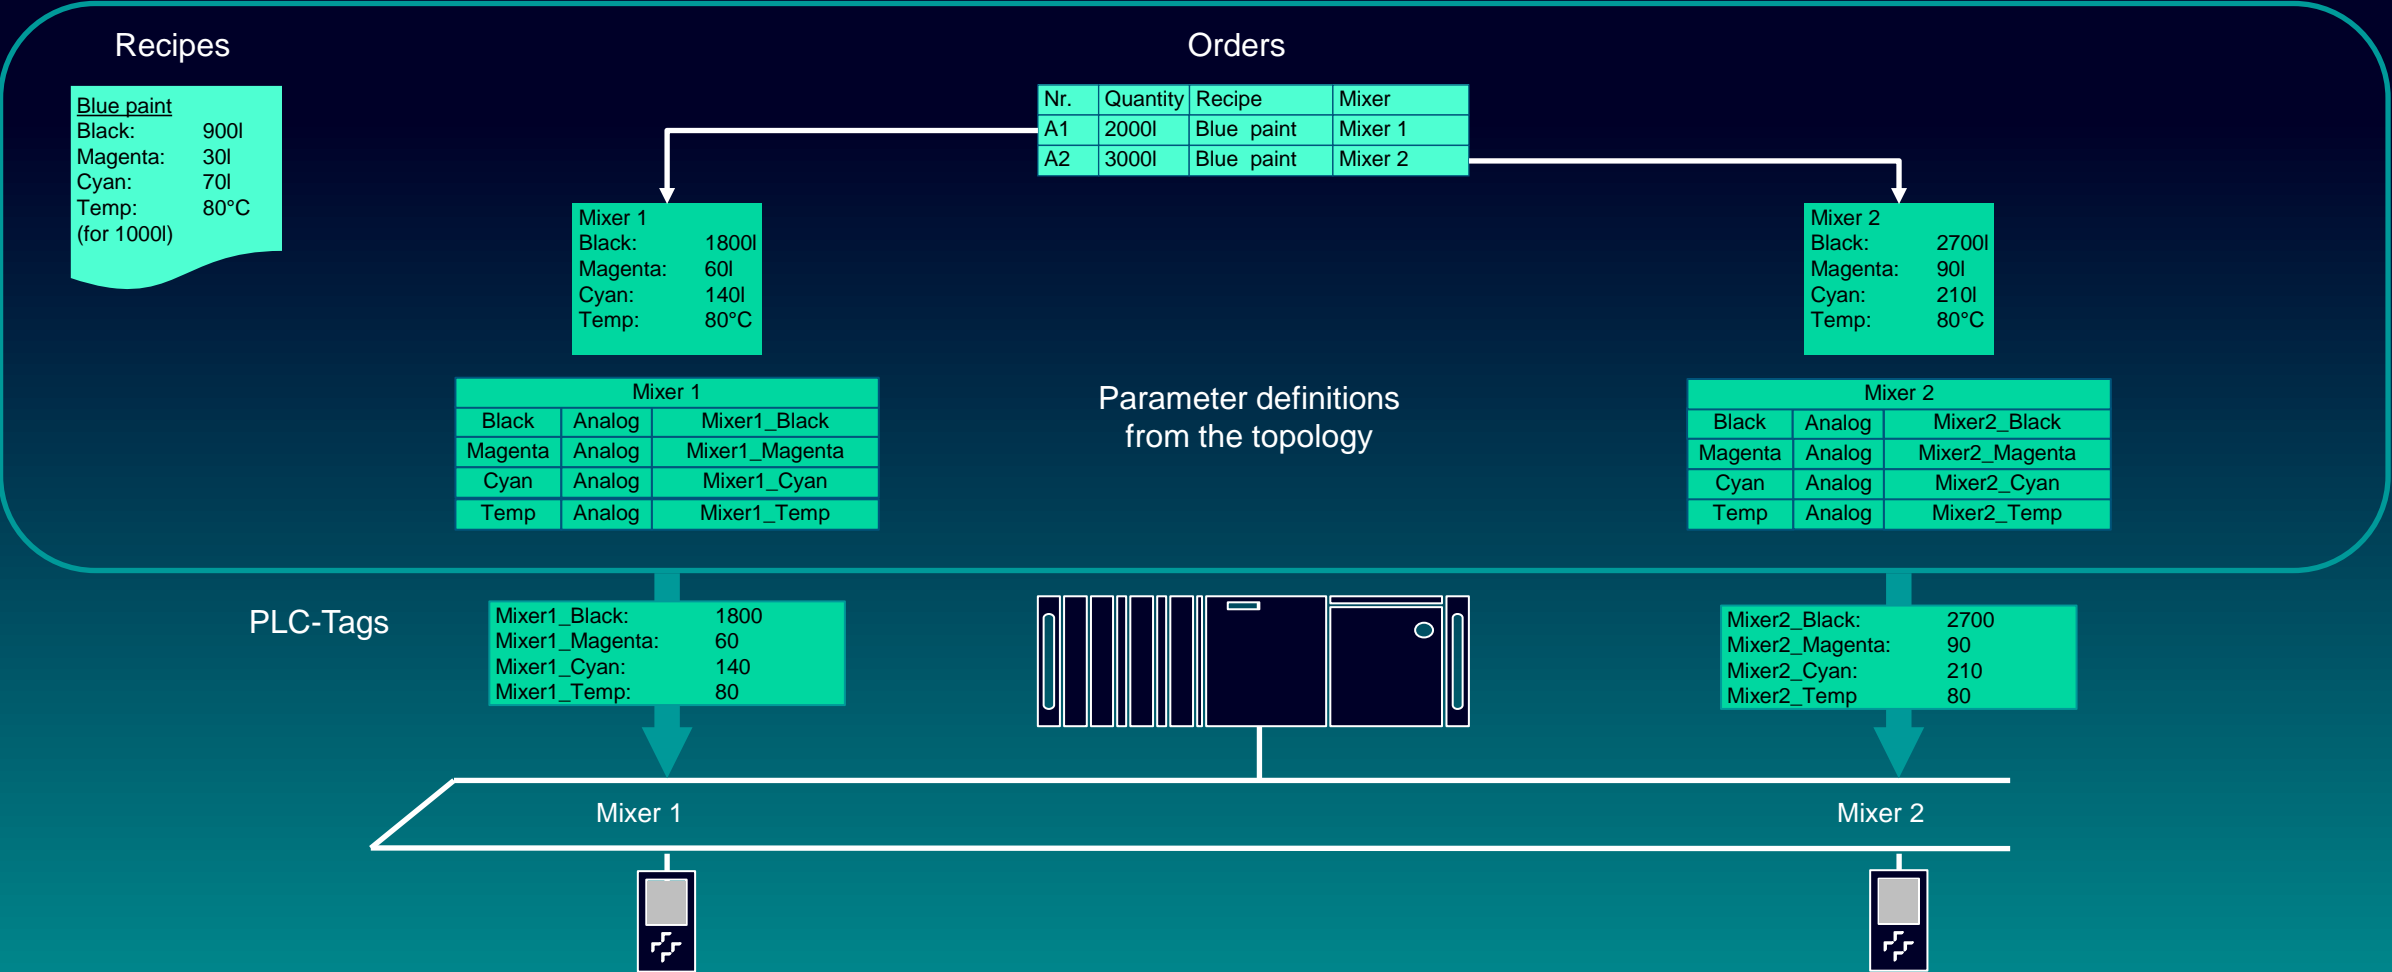 Recipes
Orders
Blue paint
Black: 900l
Magenta: 30l
Cyan: 70l
Temp: 80°C
(for 1000l)
Nr. Quantity Recipe Mixer
A1 2000l Blue paint Mixer 1
A2 3000l Blue paint Mixer 2
Mixer 1
Black: 1800l
Magenta: 60l
Cyan: 140l
Temp: 80°C
Mixer 2
Black: 2700l
Magenta: 90l
Cyan: 210l
Temp: 80°C
Mixer 1
Black Analog Mixer1_Black
Magenta Analog Mixer1_Magenta
Cyan Analog Mixer1_Cyan
Temp Analog Mixer1_Temp
Parameter definitions
from the topology
Mixer 2
Black Analog Mixer2_Black
Magenta Analog Mixer2_Magenta
Cyan Analog Mixer2_Cyan
Temp Analog Mixer2_Temp
PLC-Tags
Mixer1_Black: 1800
Mixer1_Magenta: 60
Mixer1_Cyan: 140
Mixer1_Temp: 80
Mixer2_Black: 2700
Mixer2_Magenta: 90
Mixer2_Cyan: 210
Mixer2_Temp 80
Mixer 1
Mixer 2